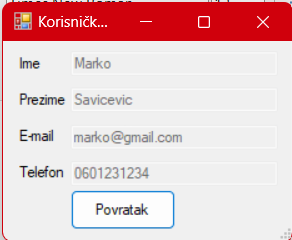 Korisničk...
Ime Marko
Prezime Savicevic
E-mail marko@gmail.com
Telefon 0601231234
Povratak